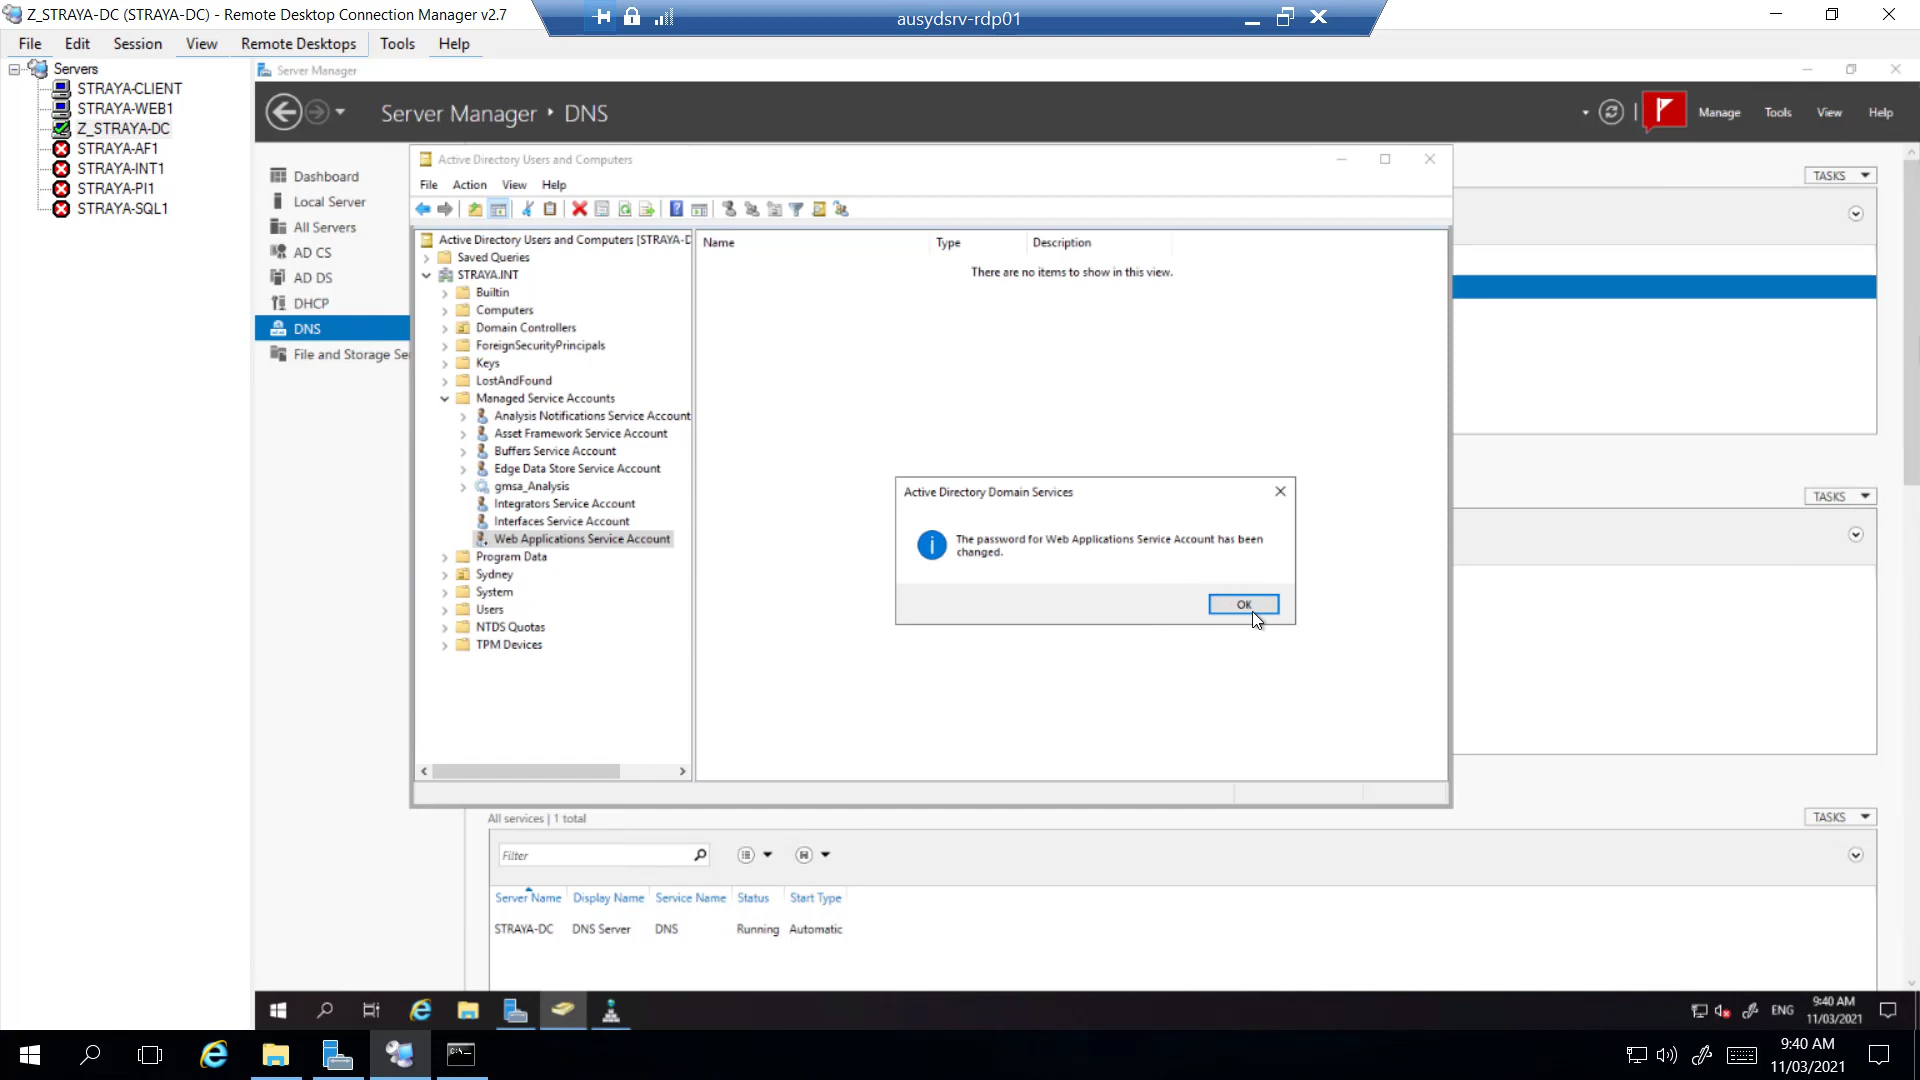 Z_STRAYA-DC (STRAYA-DC) - Remote Desktop Connection Manager v2.7
ausydsrv-rdp01
File Edit Session View Remote Desktops Tools Help
Servers
STRAYA-CLIENT
STRAYA-WEB1
Z_STRAYA-DC
STRAYA-AF1
STRAYA-INT1
STRAYA-PI1
STRAYA-SQL1
Server Manager
Server Manager • DNS
Manage Tools View Help
Dashboard
Local Server
All Servers
AD CS
AD DS
DHCP
DNS
File and Storage Se
Active Directory Users and Computers
File Action View Help
Active Directory Users and Computers [STRAYA-D
Saved Queries
STRAYA.INT
Builtin
Computers
Domain Controllers
ForeignSecurityPrincipals
Keys
LostAndFound
Managed Service Accounts
Analysis Notifications Service Account
Asset Framework Service Account
Buffers Service Account
Edge Data Store Service Account
gmsa_Analysis
Integrators Service Account
Interfaces Service Account
Web Applications Service Account
Program Data
Sydney
System
Users
NTDS Quotas
TPM Devices
Name Type Description
There are no items to show in this view.
Active Directory Domain Services
The password for Web Applications Service Account has been
changed.
OK
TASKS
TASKS
TASKS
All services | 1 total
Filter
Server Name Display Name Service Name Status Start Type
STRAYA-DC DNS Server DNS Running Automatic
ENG
9:40 AM
11/03/2021
9:40 AM
11/03/2021